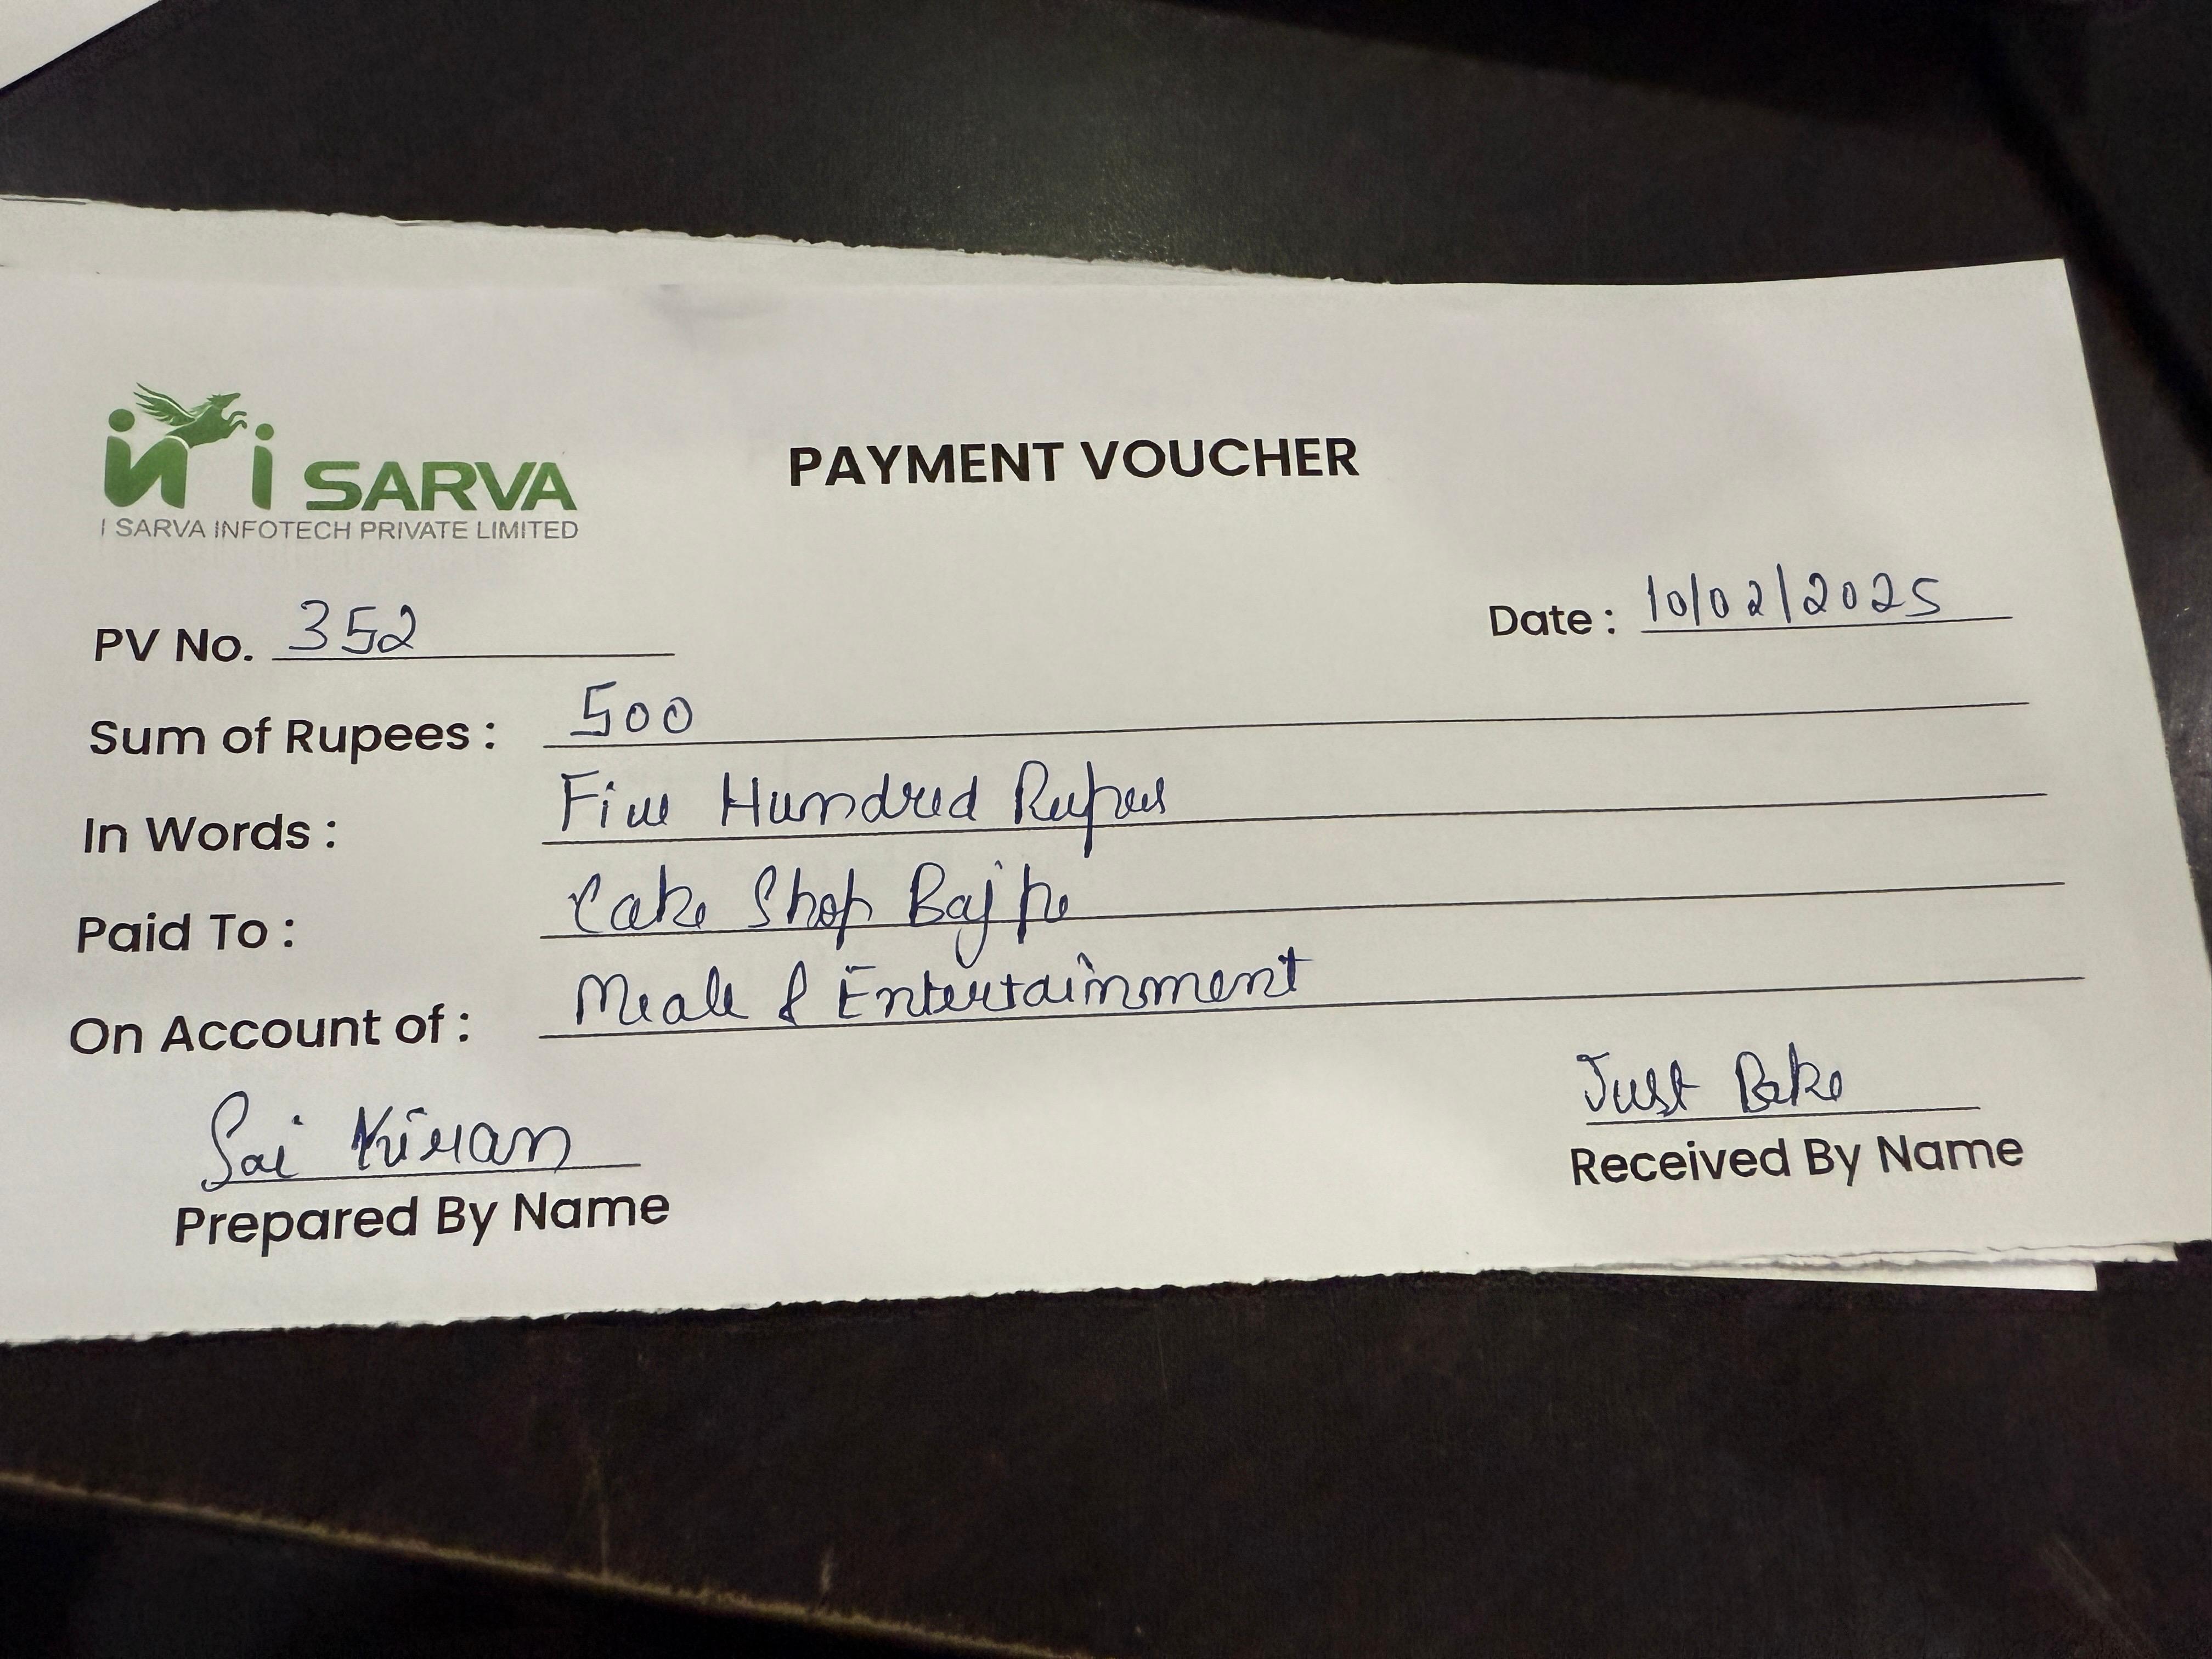 i SARVA
I SARVA INFOTECH PRIVATE LIMITED
PAYMENT VOUCHER
PV No. 352
Date : 10/02/2025
Sum of Rupees : 500
In Words : Five Hundred Rupees
Paid To : Cake Shop Bajpe
On Account of : Meals & Entertainment
Sai Kiran
Prepared By Name
Just Bake
Received By Name